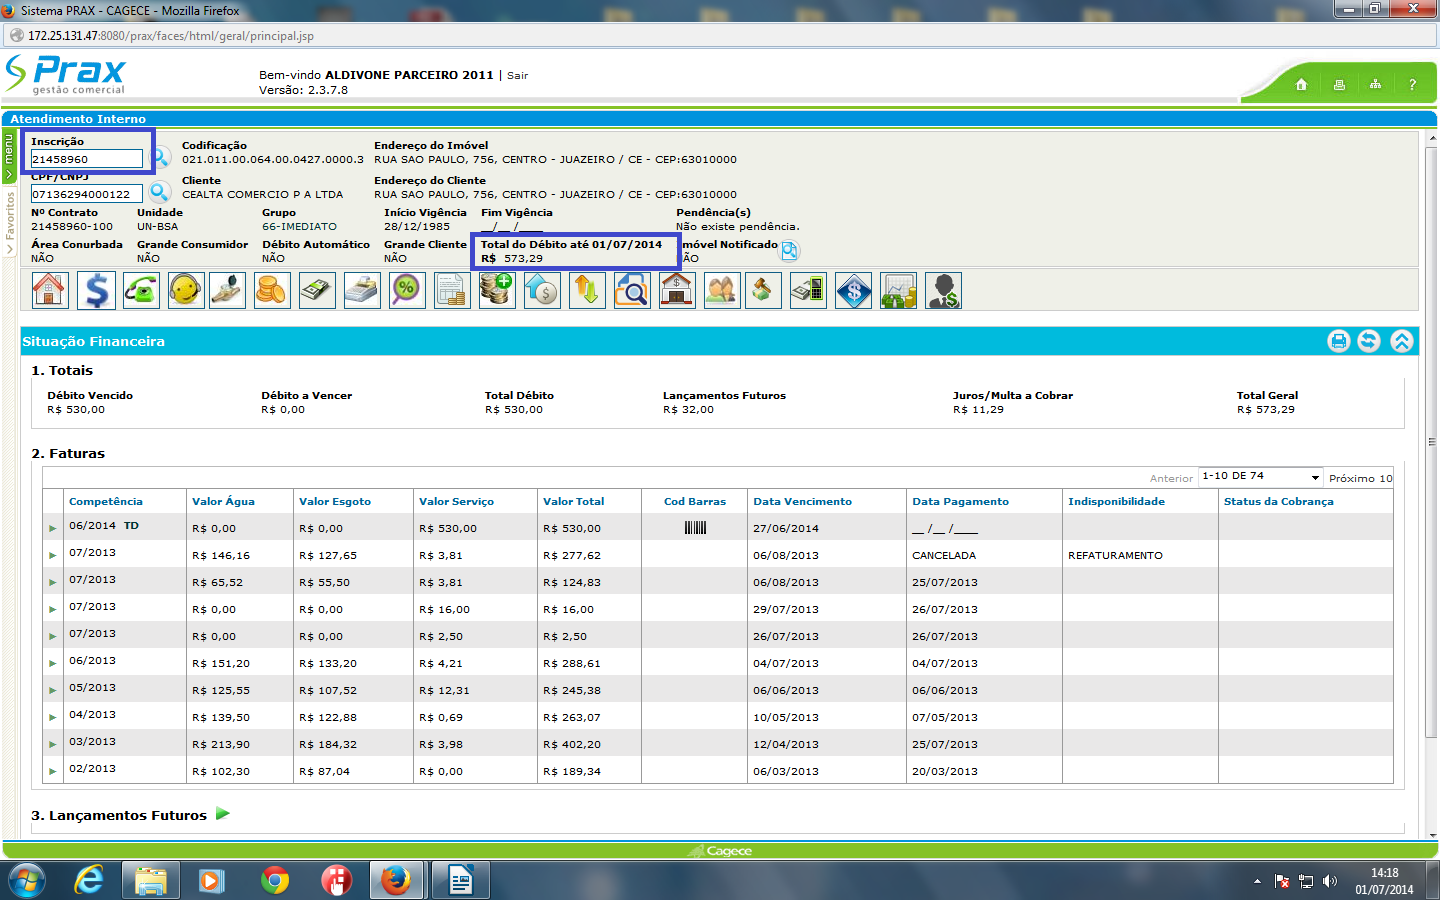 Sistema PRAX - CAGECE - Mozilla Firefox
172.25.131.47:8080/prax/faces/html/geral/principal.jsp
Prax
gestão comercial
Bem-vindo ALDIVONE PARCEIRO 2011 | Sair
Versão: 2.3.7.8
?
Atendimento Interno
menu
Favoritos
Inscrição
21458960
Codificação
021.011.00.064.00.0427.0000.3
Endereço do Imóvel
RUA SAO PAULO, 756, CENTRO - JUAZEIRO / CE - CEP:63010000
CPF/CNPJ
07136294000122
Cliente
CEALTA COMERCIO P A LTDA
Endereço do Cliente
RUA SAO PAULO, 756, CENTRO - JUAZEIRO / CE - CEP:63010000
Nº Contrato Unidade Grupo Início Vigência Fim Vigência Pendência(s)
21458960-100 UN-BSA 66-IMEDIATO 28/12/1985 __/__/____ Não existe pendência.
Área Conurbada Grande Consumidor Débito Automático Grande Cliente Total do Débito até 01/07/2014 Imóvel Notificado
NÃO NÃO NÃO NÃO R$ 573,29 NÃO
Situação Financeira
1. Totais
Débito Vencido Débito a Vencer Total Débito Lançamentos Futuros Juros/Multa a Cobrar Total Geral
R$ 530,00 R$ 0,00 R$ 530,00 R$ 32,00 R$ 11,29 R$ 573,29
2. Faturas
Anterior 1-10 DE 74 Próximo 10
Competência Valor Água Valor Esgoto Valor Serviço Valor Total Cod Barras Data Vencimento Data Pagamento Indisponibilidade Status da Cobrança
06/2014 TD R$ 0,00 R$ 0,00 R$ 530,00 R$ 530,00 27/06/2014 __/__/____
07/2013 R$ 146,16 R$ 127,65 R$ 3,81 R$ 277,62 06/08/2013 CANCELADA REFATURAMENTO
07/2013 R$ 65,52 R$ 55,50 R$ 3,81 R$ 124,83 06/08/2013 25/07/2013
07/2013 R$ 0,00 R$ 0,00 R$ 16,00 R$ 16,00 29/07/2013 26/07/2013
07/2013 R$ 0,00 R$ 0,00 R$ 2,50 R$ 2,50 26/07/2013 26/07/2013
06/2013 R$ 151,20 R$ 133,20 R$ 4,21 R$ 288,61 04/07/2013 04/07/2013
05/2013 R$ 125,55 R$ 107,52 R$ 12,31 R$ 245,38 06/06/2013 06/06/2013
04/2013 R$ 139,50 R$ 122,88 R$ 0,69 R$ 263,07 10/05/2013 07/05/2013
03/2013 R$ 213,90 R$ 184,32 R$ 3,98 R$ 402,20 12/04/2013 25/07/2013
02/2013 R$ 102,30 R$ 87,04 R$ 0,00 R$ 189,34 06/03/2013 20/03/2013
3. Lançamentos Futuros
Cagece
14:18
01/07/2014